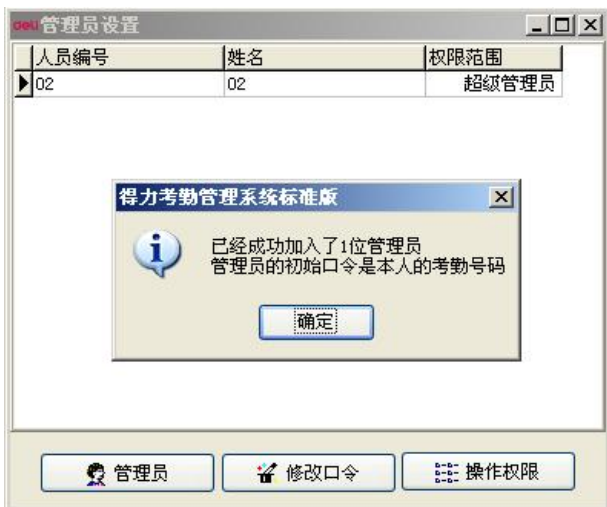 deli 管理员设置
人员编号 姓名 权限范围
02 02 超级管理员
得力考勤管理系统标准版
已经成功加入了1位管理员
管理员的初始口令是本人的考勤号码
确定
管理员 修改口令 操作权限